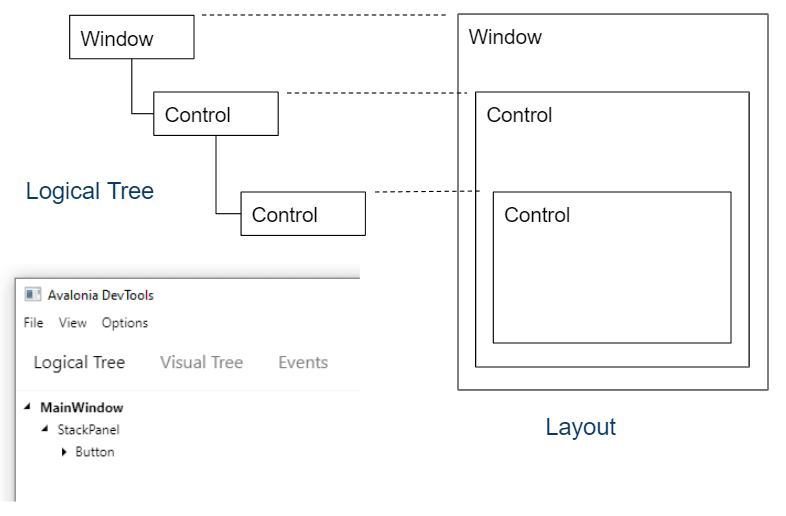 Window
Control
Control
Logical Tree
Window
Control
Control
Layout
Avalonia DevTools
File View Options
Logical Tree Visual Tree Events
MainWindow
StackPanel
Button